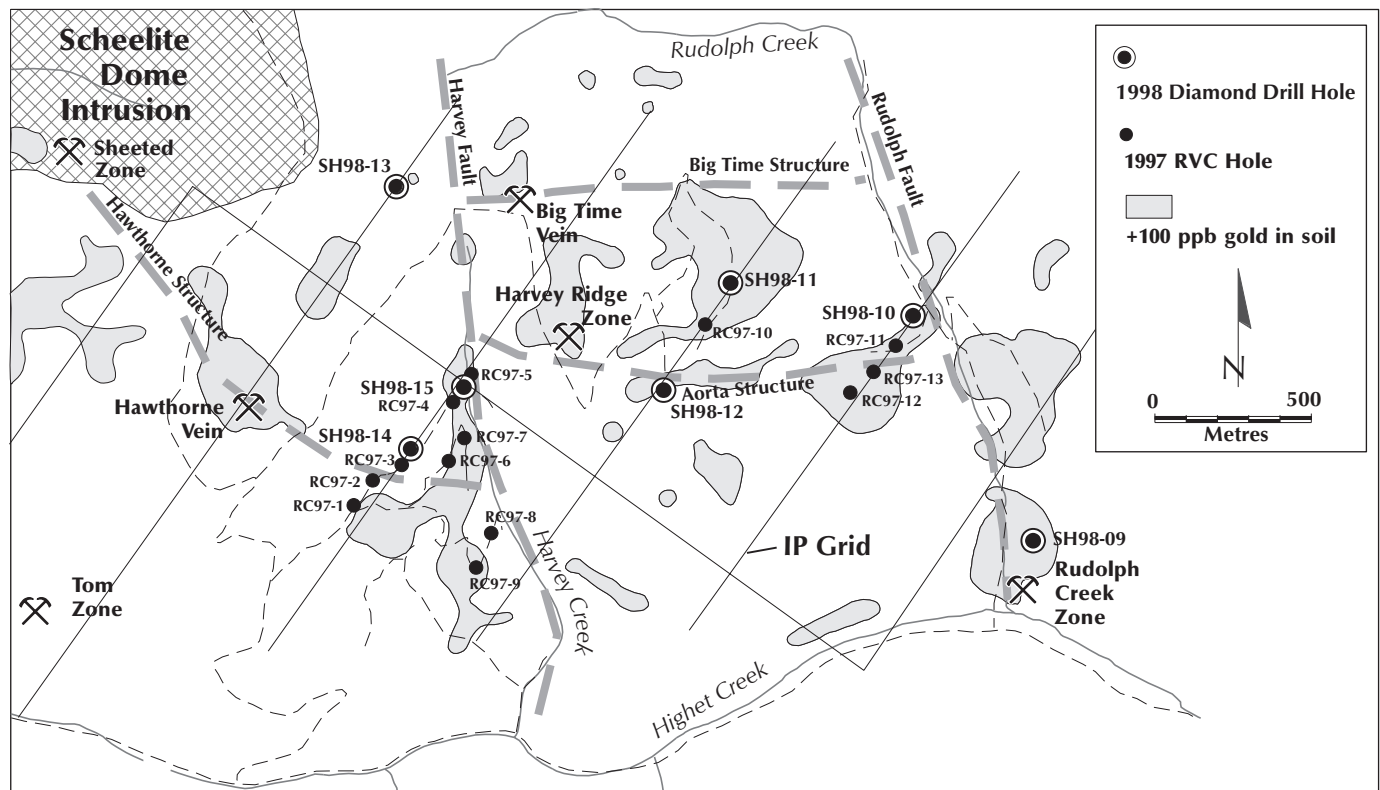 Scheelite
Dome
Intrusion
Sheeted
Zone
Rudolph Creek
Harvey Fault
Rudolph Fault
SH98-13
Big Time Structure
Hawthorne Structure
Big Time
Vein
Harvey Ridge
Zone
SH98-11
SH98-10
RC97-10
RC97-11
RC97-5
SH98-15
RC97-4
Aorta Structure
SH98-12
RC97-13
RC97-12
Hawthorne
Vein
SH98-14
RC97-7
RC97-3
RC97-6
RC97-2
RC97-1
RC97-8
RC97-9
Harvey Creek
IP Grid
SH98-09
Rudolph
Creek
Zone
Tom
Zone
Highet Creek
1998 Diamond Drill Hole
1997 RVC Hole
+100 ppb gold in soil
N
0 500
Metres